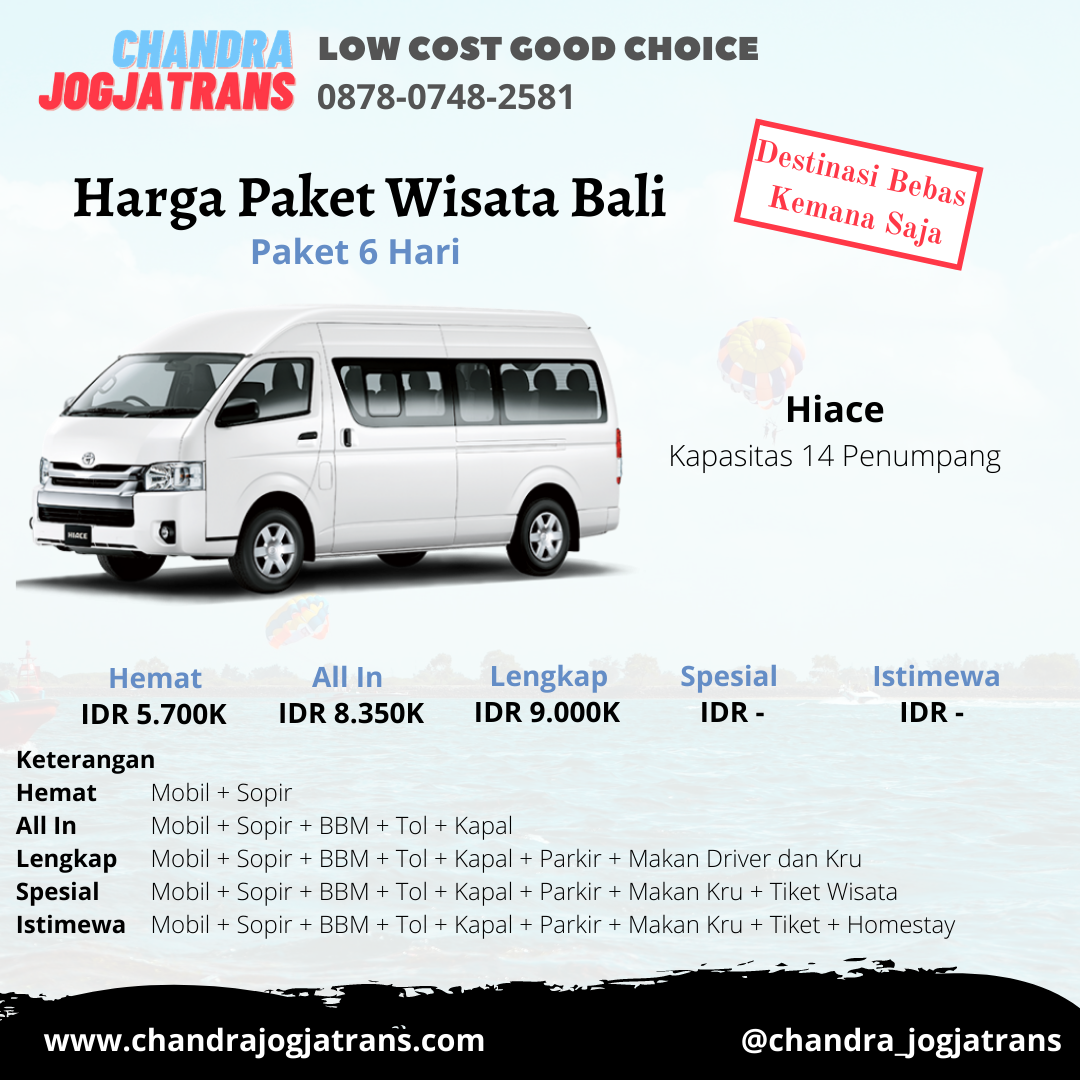 CHANDRA
JOGJATRANS
LOW COST GOOD CHOICE
0878-0748-2581
Destinasi Bebas
Kemana Saja
Harga Paket Wisata Bali
Paket 6 Hari
HIACE
Hiace
Kapasitas 14 Penumpang
Hemat All In Lengkap Spesial Istimewa
IDR 5.700K IDR 8.350K IDR 9.000K IDR - IDR -
Keterangan
Hemat Mobil + Sopir
All In Mobil + Sopir + BBM + Tol + Kapal
Lengkap Mobil + Sopir + BBM + Tol + Kapal + Parkir + Makan Driver dan Kru
Spesial Mobil + Sopir + BBM + Tol + Kapal + Parkir + Makan Kru + Tiket Wisata
Istimewa Mobil + Sopir + BBM + Tol + Kapal + Parkir + Makan Kru + Tiket + Homestay
www.chandrajogjatrans.com
@chandra_jogjatrans